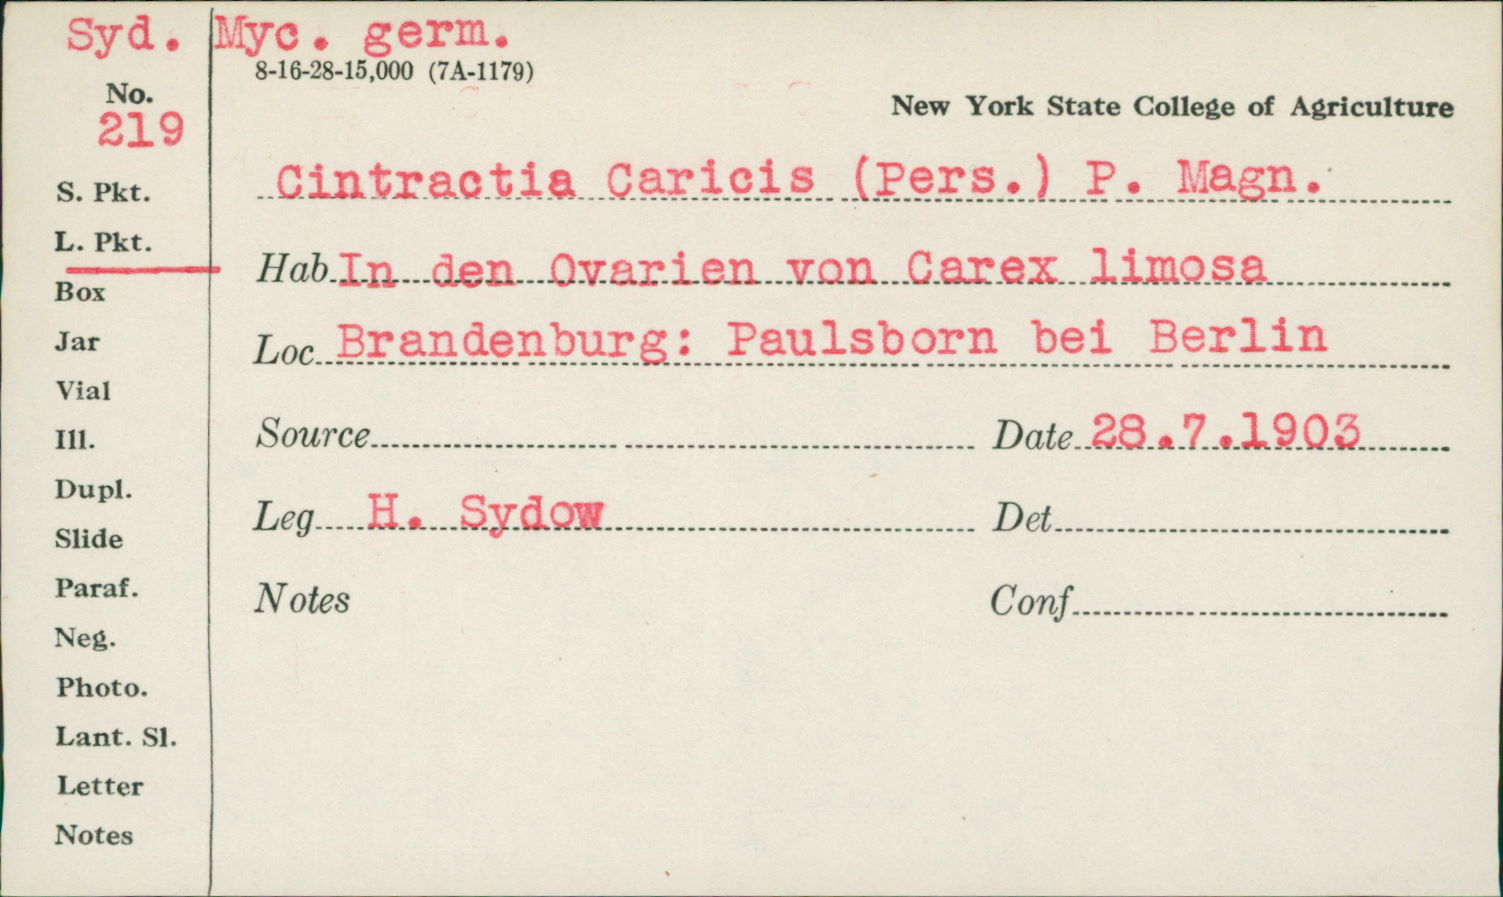 Syd. Myc. germ.
8-16-28-15,000 (7A-1179)
No.
219
New York State College of Agriculture
S. Pkt.
L. Pkt.
Box
Jar
Vial
Ill.
Dupl.
Slide
Paraf.
Neg.
Photo.
Lant. Sl.
Letter
Notes
Cintractia Caricis (Pers.) P. Magn.
Hab. In den Ovarien von Carex limosa
Loc. Brandenburg: Paulsborn bei Berlin
Source
Date 28.7.1903
Leg. H. Sydow
Det.
Notes
Conf.